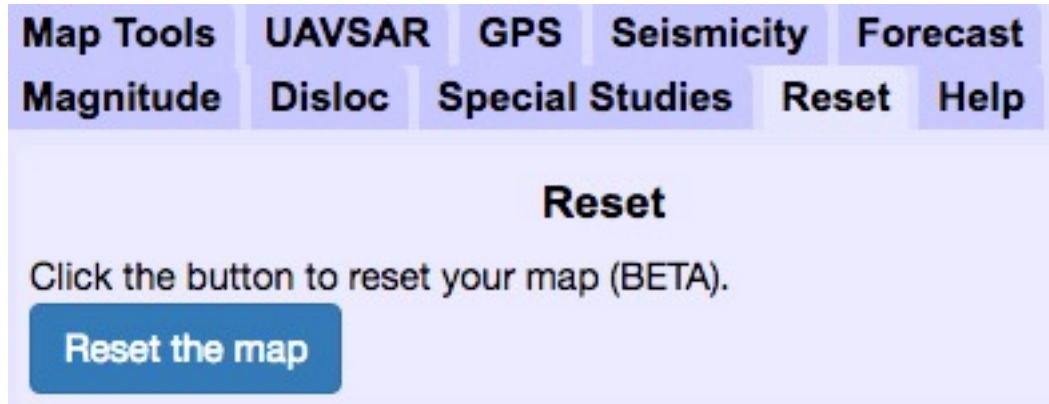 Map Tools UAVSAR GPS Seismicity Forecast
Magnitude Disloc Special Studies Reset Help
Reset
Click the button to reset your map (BETA).
Reset the map